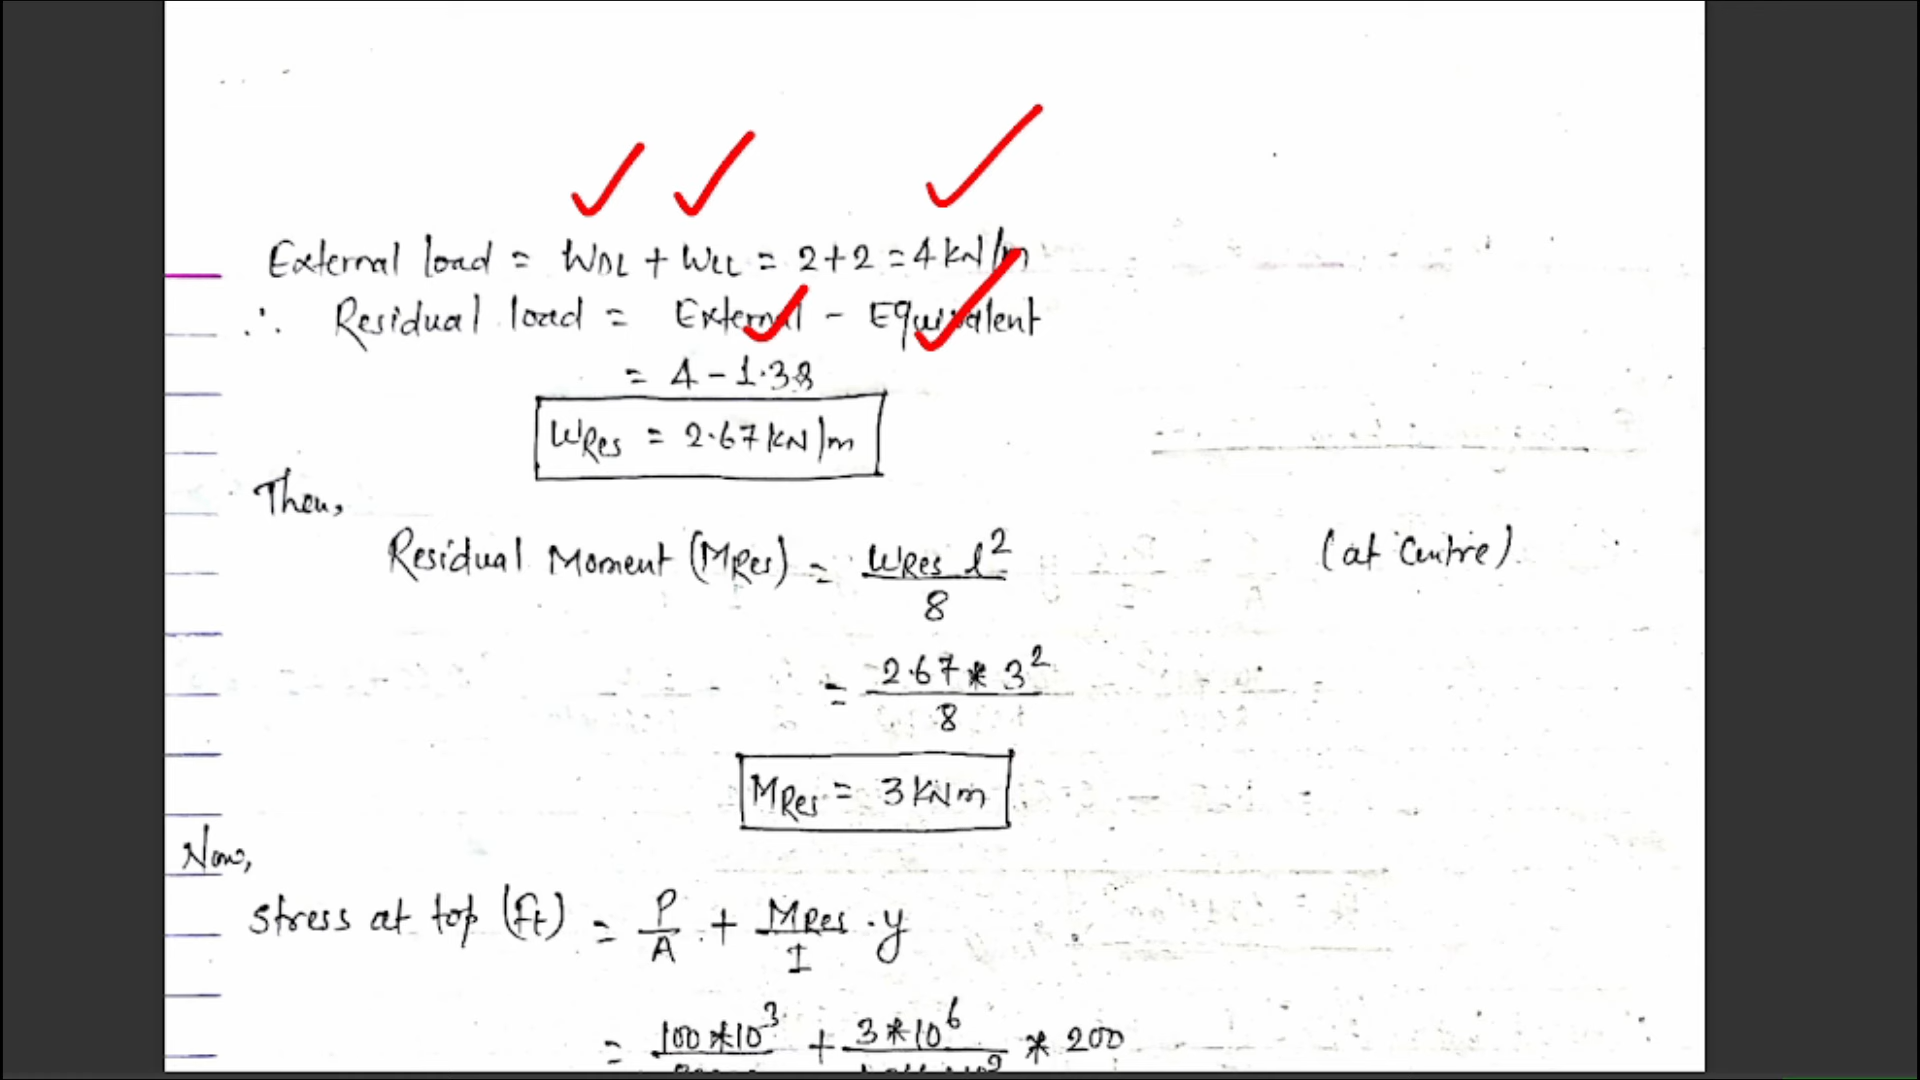 External load = WDL + WLL = 2+2 = 4 kN/m
∴ Residual load = External - Equivalent
= 4 - 1.38
WRes = 2.67 kN/m
Then,
Residual Moment (MRes) = WRes l² / 8 (at Centre)
= 2.67 * 3² / 8
MRes = 3 kNm
Now,
Stress at top (ft) = P/A + MRes/I . y
= 100*10³ + 3*10⁶ * 200